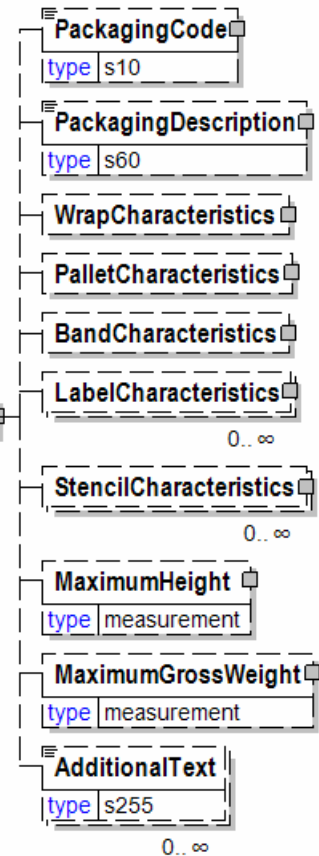 PackagingCode
type s10
PackagingDescription
type s60
WrapCharacteristics
PalletCharacteristics
BandCharacteristics
LabelCharacteristics
0.. ∞
StencilCharacteristics
0.. ∞
MaximumHeight
type measurement
MaximumGrossWeight
type measurement
AdditionalText
type s255
0.. ∞